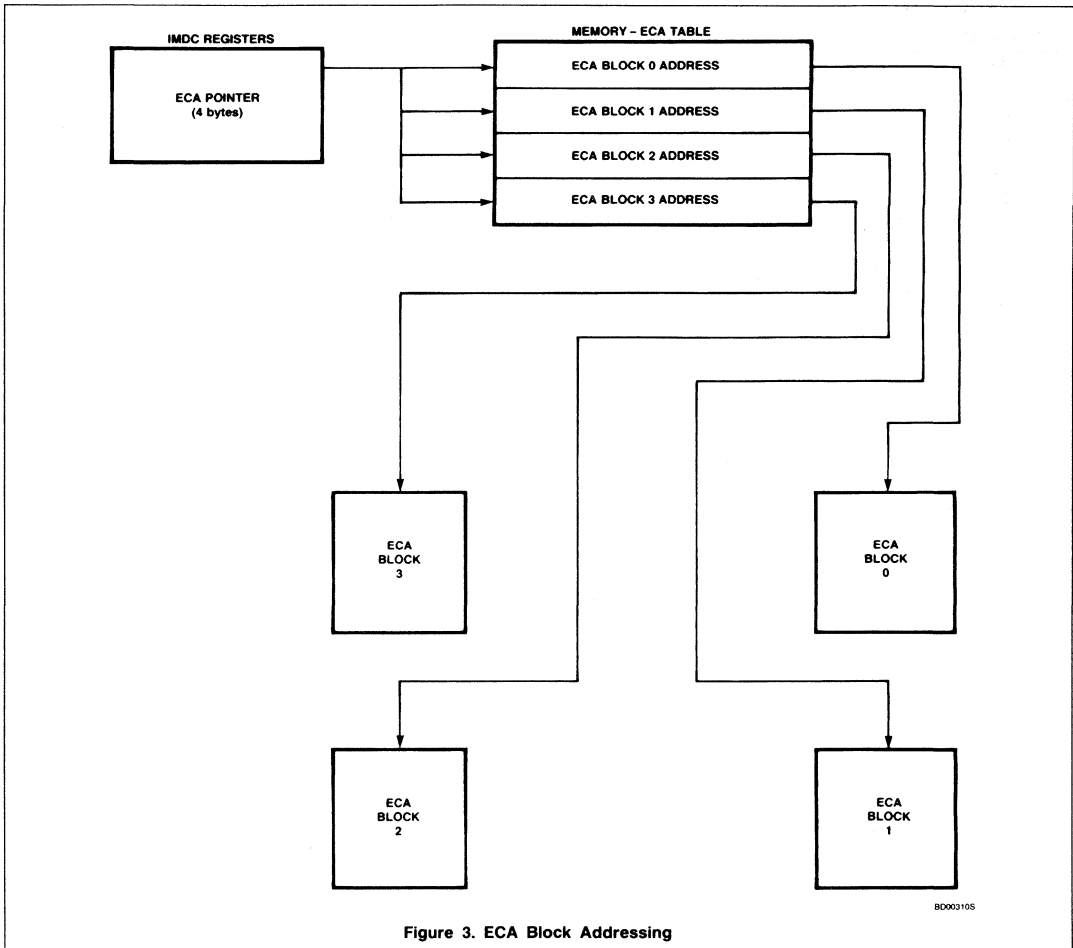 IMDC REGISTERS
ECA POINTER
(4 bytes)
MEMORY – ECA TABLE
ECA BLOCK 0 ADDRESS
ECA BLOCK 1 ADDRESS
ECA BLOCK 2 ADDRESS
ECA BLOCK 3 ADDRESS
ECA
BLOCK
3
ECA
BLOCK
0
ECA
BLOCK
2
ECA
BLOCK
1
BD00310S
Figure 3. ECA Block Addressing